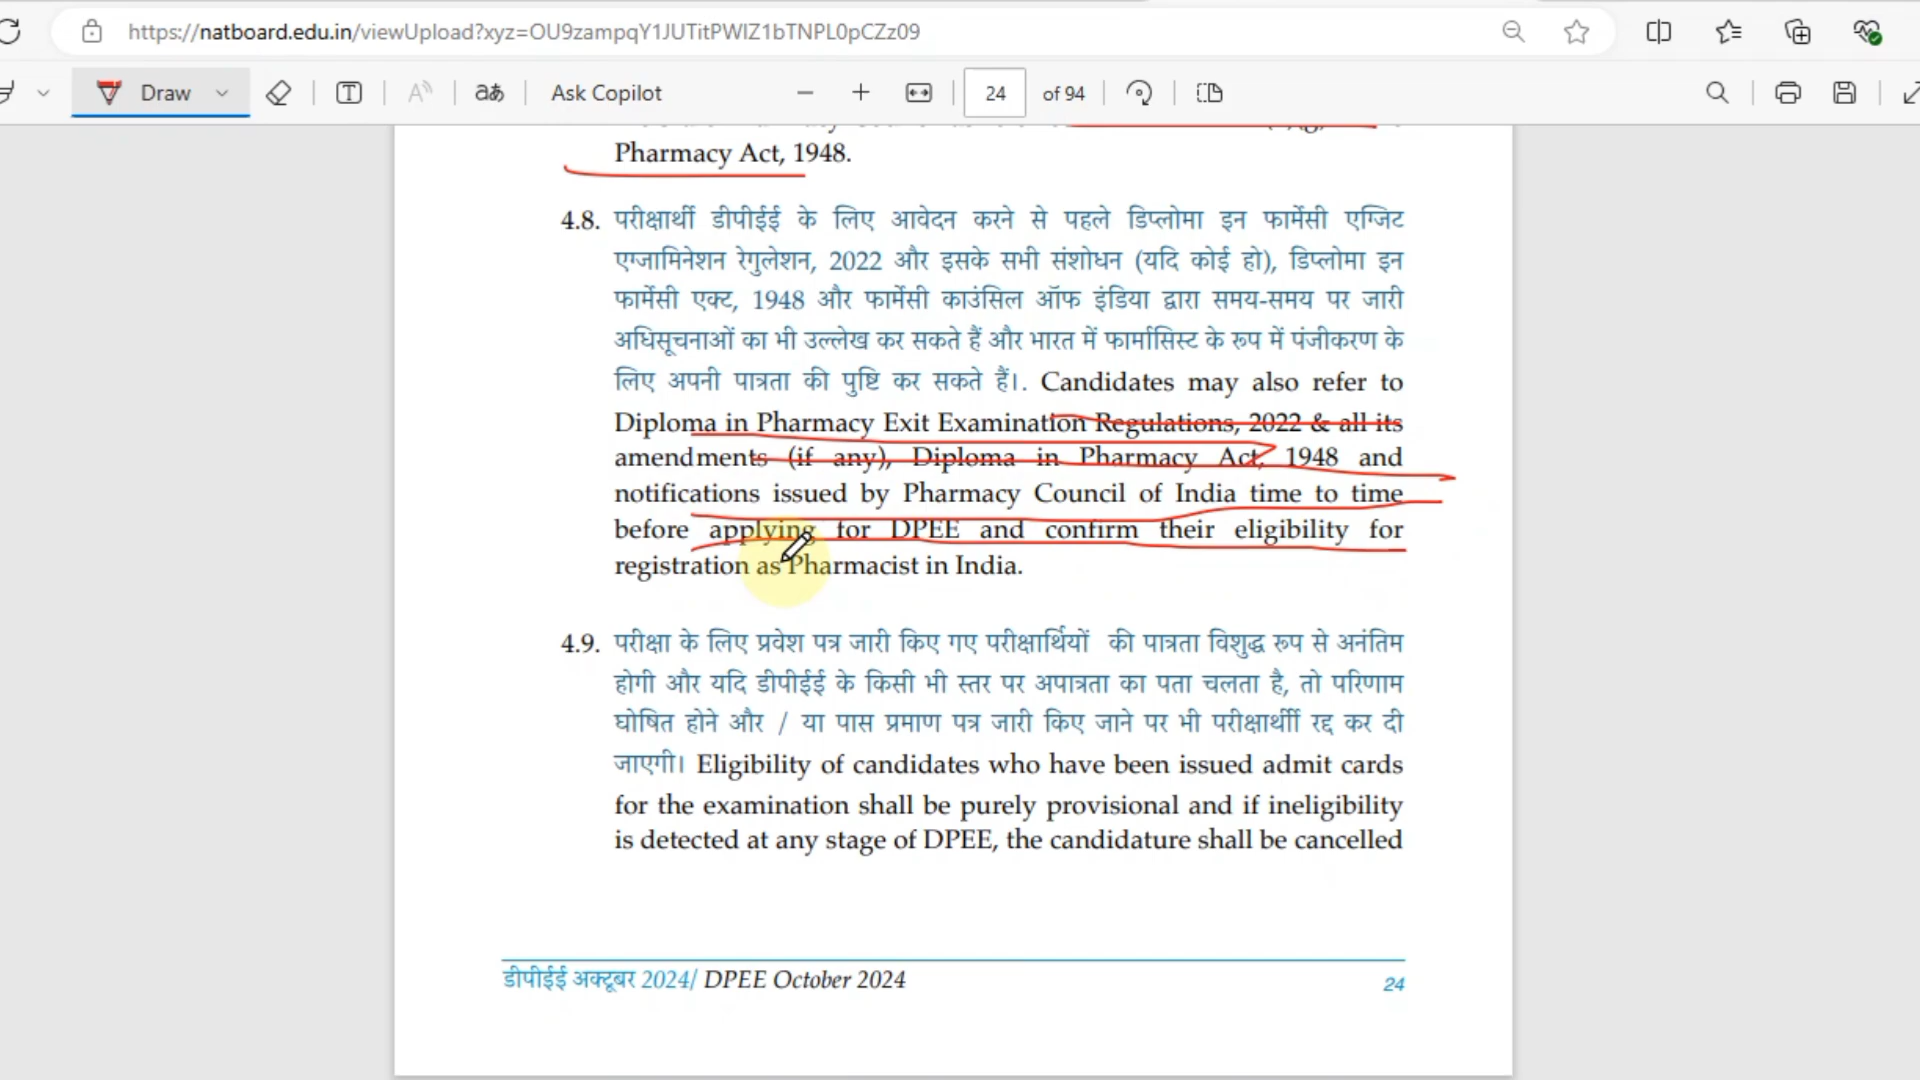 https://natboard.edu.in/viewUpload?xyz=OU9zampqY1JUTitPWlZ1bTNPL0pCZz09
Draw
T
aあ
Ask Copilot
24 of 94
Pharmacy Act, 1948.
4.8. परीक्षार्थी डीपीईई के लिए आवेदन करने से पहले डिप्लोमा इन फार्मेसी एग्जिट
एग्जामिनेशन रेगुलेशन, 2022 और इसके सभी संशोधन (यदि कोई हो), डिप्लोमा इन
फार्मेसी एक्ट, 1948 और फार्मेसी काउंसिल ऑफ इंडिया द्वारा समय-समय पर जारी
अधिसूचनाओं का भी उल्लेख कर सकते हैं और भारत में फार्मासिस्ट के रूप में पंजीकरण के
लिए अपनी पात्रता की पुष्टि कर सकते हैं।. Candidates may also refer to
Diploma in Pharmacy Exit Examination Regulations, 2022 & all its
amendments (if any), Diploma in Pharmacy Act, 1948 and
notifications issued by Pharmacy Council of India time to time
before applying for DPEE and confirm their eligibility for
registration as Pharmacist in India.
4.9. परीक्षा के लिए प्रवेश पत्र जारी किए गए परीक्षार्थियों की पात्रता विशुद्ध रूप से अनंतिम
होगी और यदि डीपीईई के किसी भी स्तर पर अपात्रता का पता चलता है, तो परिणाम
घोषित होने और / या पास प्रमाण पत्र जारी किए जाने पर भी परीक्षार्थीी रद्द कर दी
जाएगी। Eligibility of candidates who have been issued admit cards
for the examination shall be purely provisional and if ineligibility
is detected at any stage of DPEE, the candidature shall be cancelled
डीपीईई अक्टूबर 2024/ DPEE October 2024
24